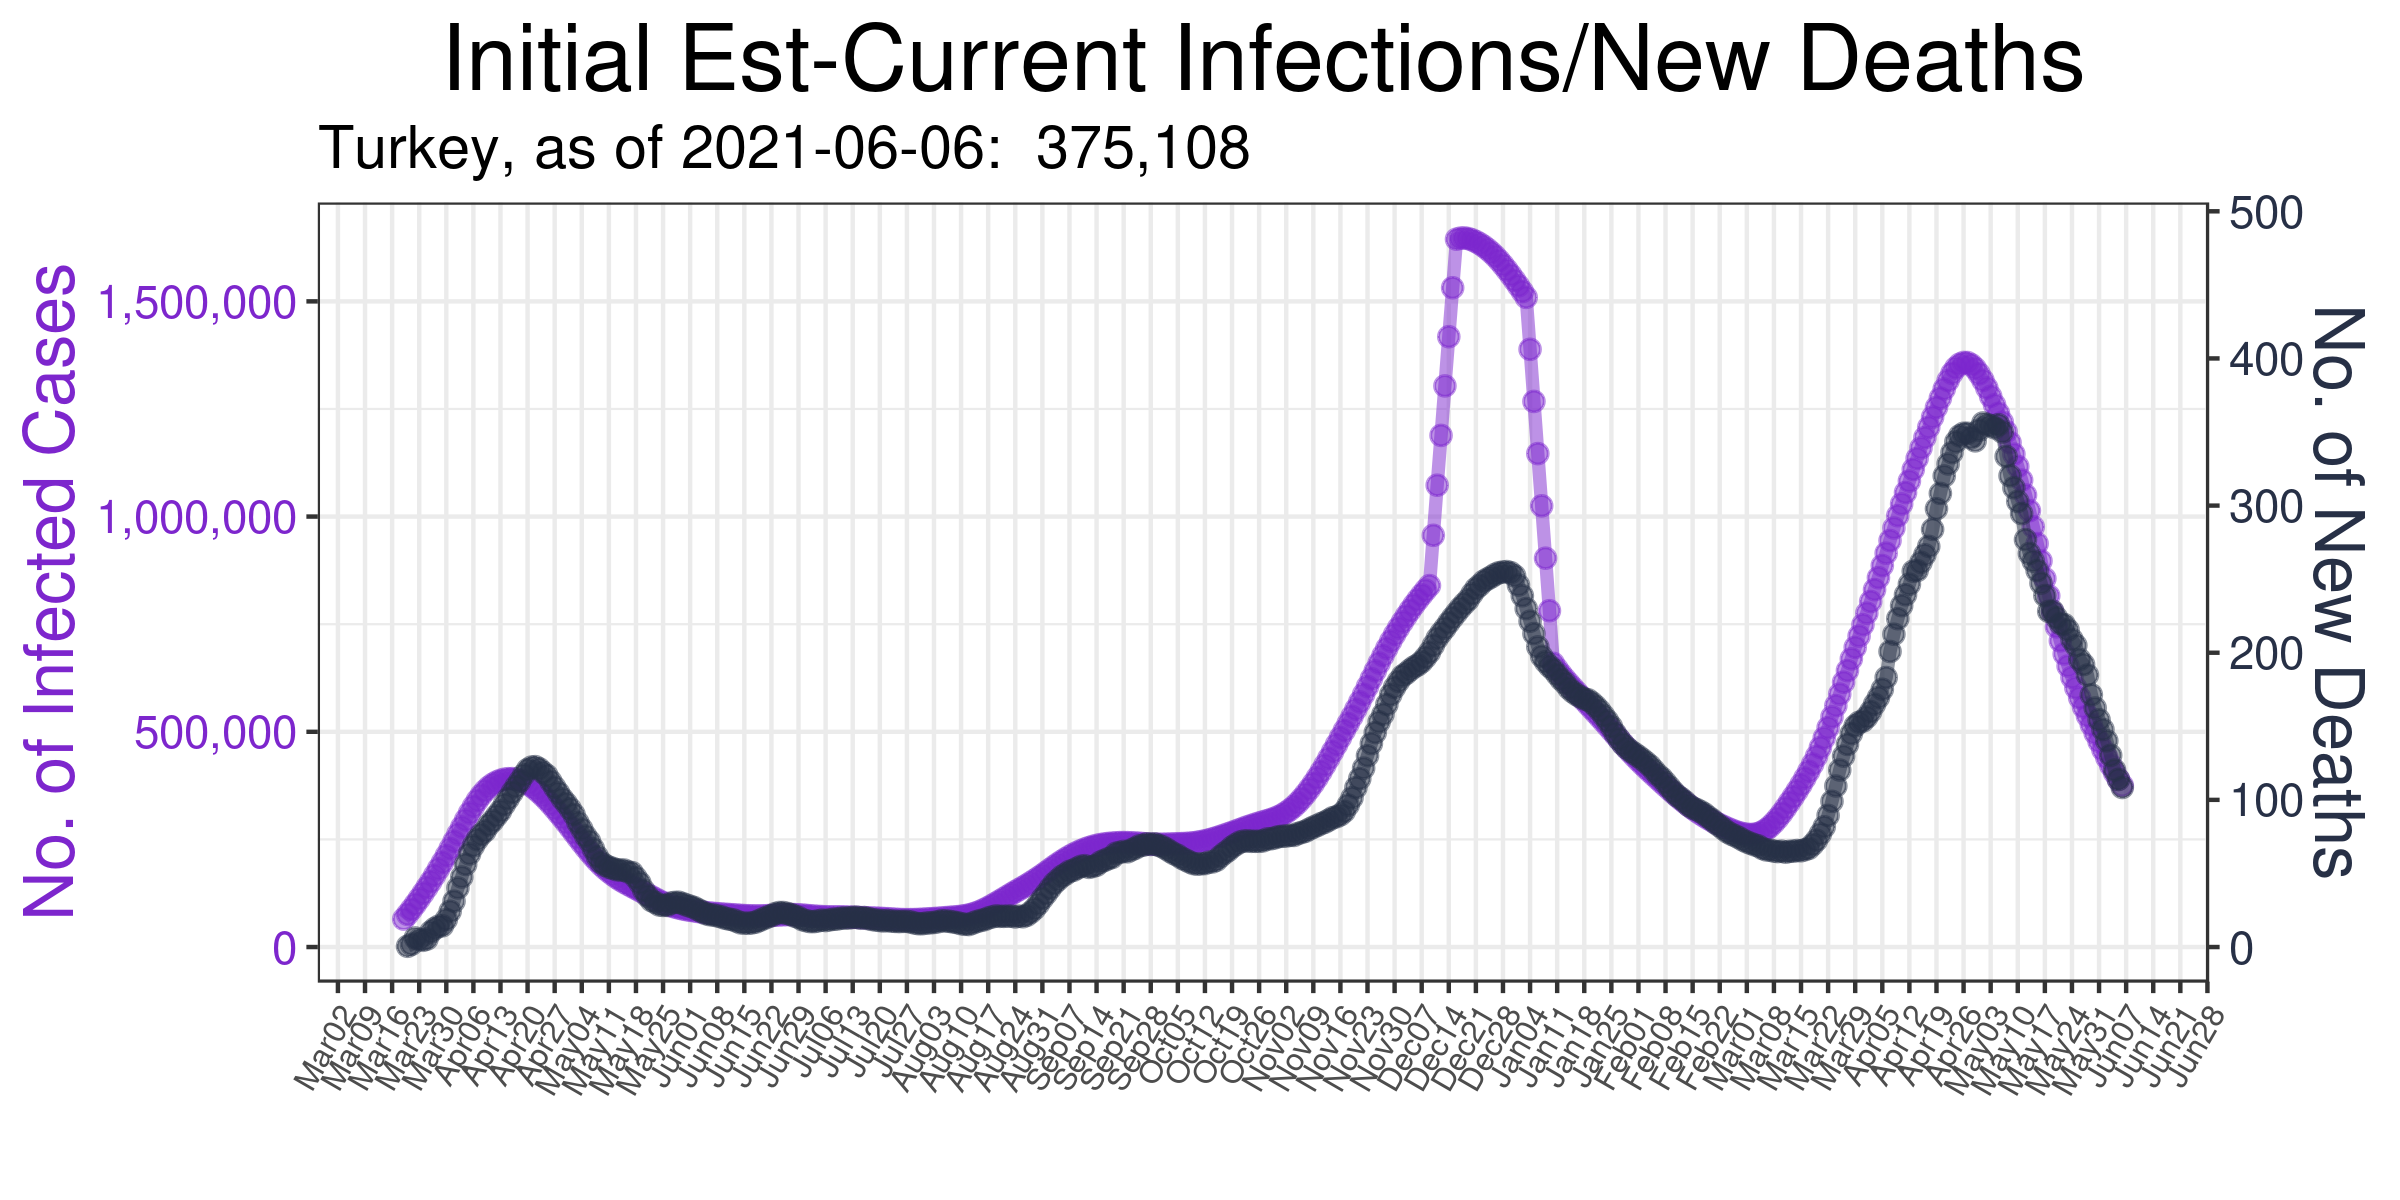 Initial Est-Current Infections/New Deaths
Turkey, as of 2021-06-06:  375,108
No. of Infected Cases
1,500,000
1,000,000
500,000
0
500
400
300
200
100
0
No. of New Deaths
Mar02
Mar09
Mar16
Mar23
Mar30
Apr06
Apr13
Apr20
Apr27
May04
May11
May18
May25
Jun01
Jun08
Jun15
Jun22
Jun29
Jul06
Jul13
Jul20
Jul27
Aug03
Aug10
Aug17
Aug24
Aug31
Sep07
Sep14
Sep21
Sep28
Oct05
Oct12
Oct19
Oct26
Nov02
Nov09
Nov16
Nov23
Nov30
Dec07
Dec14
Dec21
Dec28
Jan04
Jan11
Jan18
Jan25
Feb01
Feb08
Feb15
Feb22
Mar01
Mar08
Mar15
Mar22
Mar29
Apr05
Apr12
Apr19
Apr26
May03
May10
May17
May24
May31
Jun07
Jun14
Jun21
Jun28